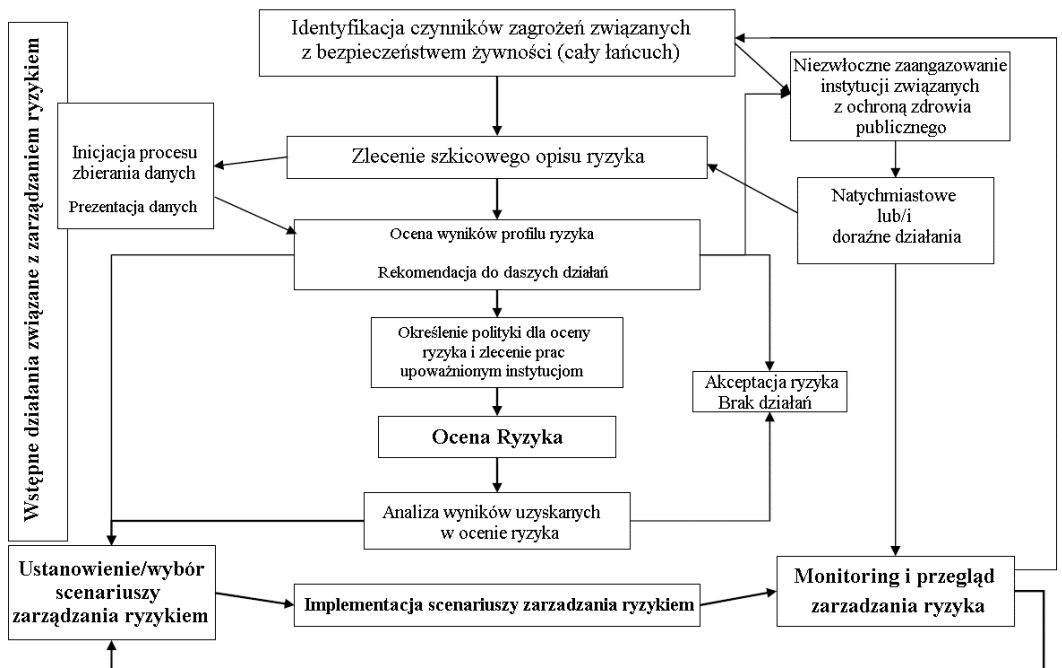 Wstępne działania związane z zarządzaniem ryzykiem
Identyfikacja czynników zagrożeń związanych
z bezpieczeństwem żywności (cały łańcuch)
Niezwłoczne zaangazowanie
instytucji związanych
z ochroną zdrowia
publicznego
Inicjacja procesu
zbierania danych
Prezentacja danych
Zlecenie szkicowego opisu ryzyka
Natychmiastowe
lub/i
doraźne działania
Ocena wyników profilu ryzyka
Rekomendacja do daszych działań
Określenie polityki dla oceny
ryzyka i zlecenie prac
upoważnionym instytucjom
Akceptacja ryzyka
Brak działań
Ocena Ryzyka
Analiza wyników uzyskanych
w ocenie ryzyka
Ustanowienie/wybór
scenariuszy
zarządzania ryzykiem
Implementacja scenariuszy zarzadzania ryzykiem
Monitoring i przegląd
zarzadzania ryzyka